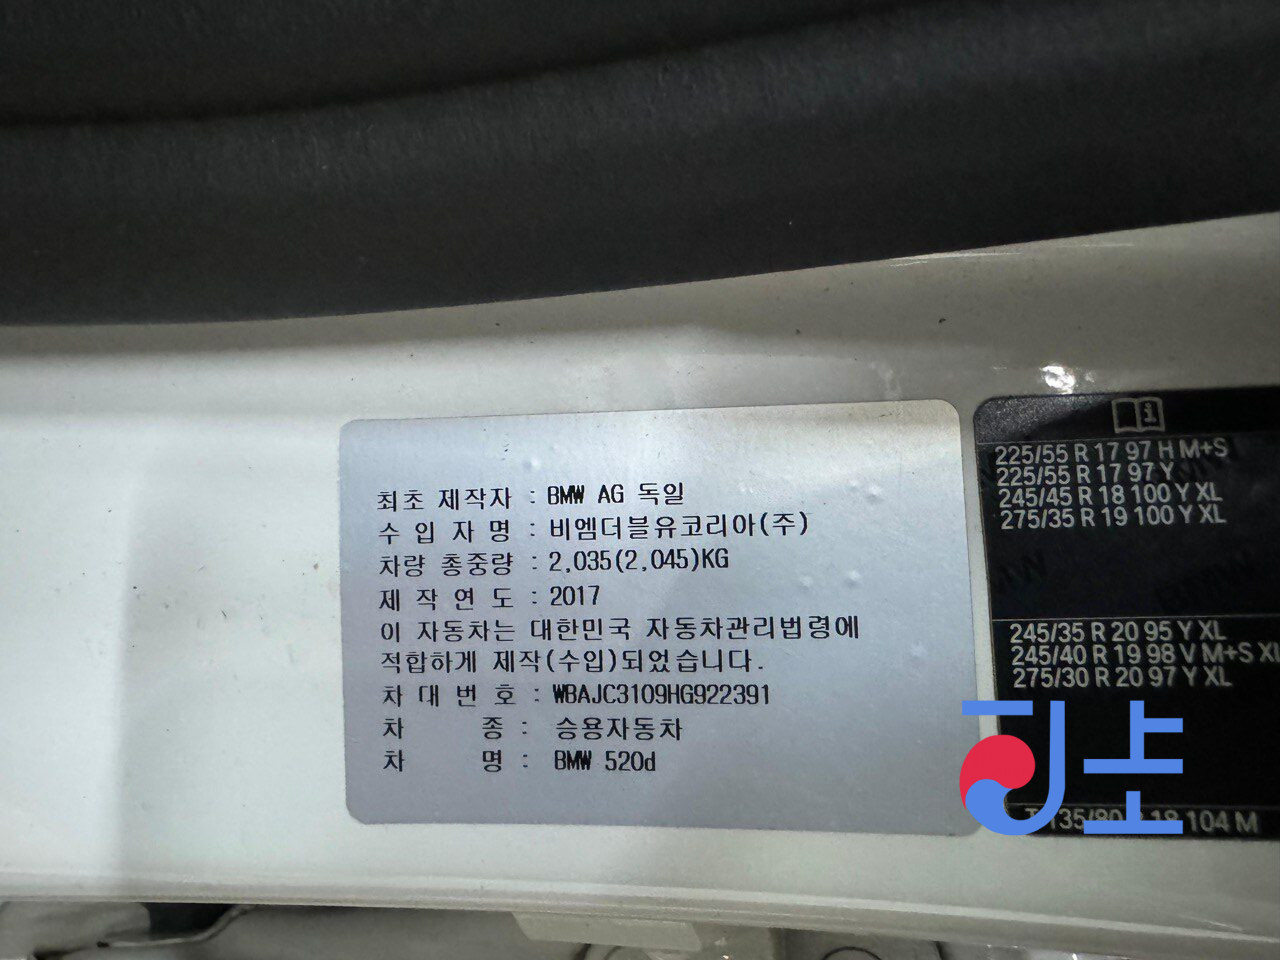 최초 제작자 : BMW AG 독일
수 입 자 명 : 비엠더블유코리아(주)
차량 총중량 : 2,035(2,045)KG
제 작 연 도 : 2017
이 자동차는 대한민국 자동차관리법령에
적합하게 제작(수입)되었습니다.
차 대 번 호 : WBAJC3109HG922391
차 종 : 승용자동차
차 명 : BMW 520d
225/55 R 17 97 H M+S
225/55 R 17 97 Y
245/45 R 18 100 Y XL
275/35 R 19 100 Y XL
245/35 R 20 95 Y XL
245/40 R 19 98 V M+S XL
275/30 R 20 97 Y XL
T 135/80 R 18 104 M